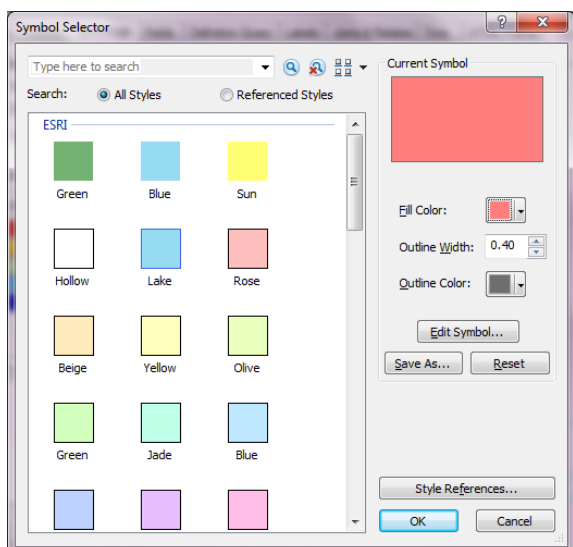 Symbol Selector
Type here to search
Search: All Styles Referenced Styles
ESRI
Green Blue Sun
Hollow Lake Rose
Beige Yellow Olive
Green Jade Blue
Current Symbol
Fill Color:
Outline Width: 0.40
Outline Color:
Edit Symbol...
Save As... Reset
Style References...
OK Cancel